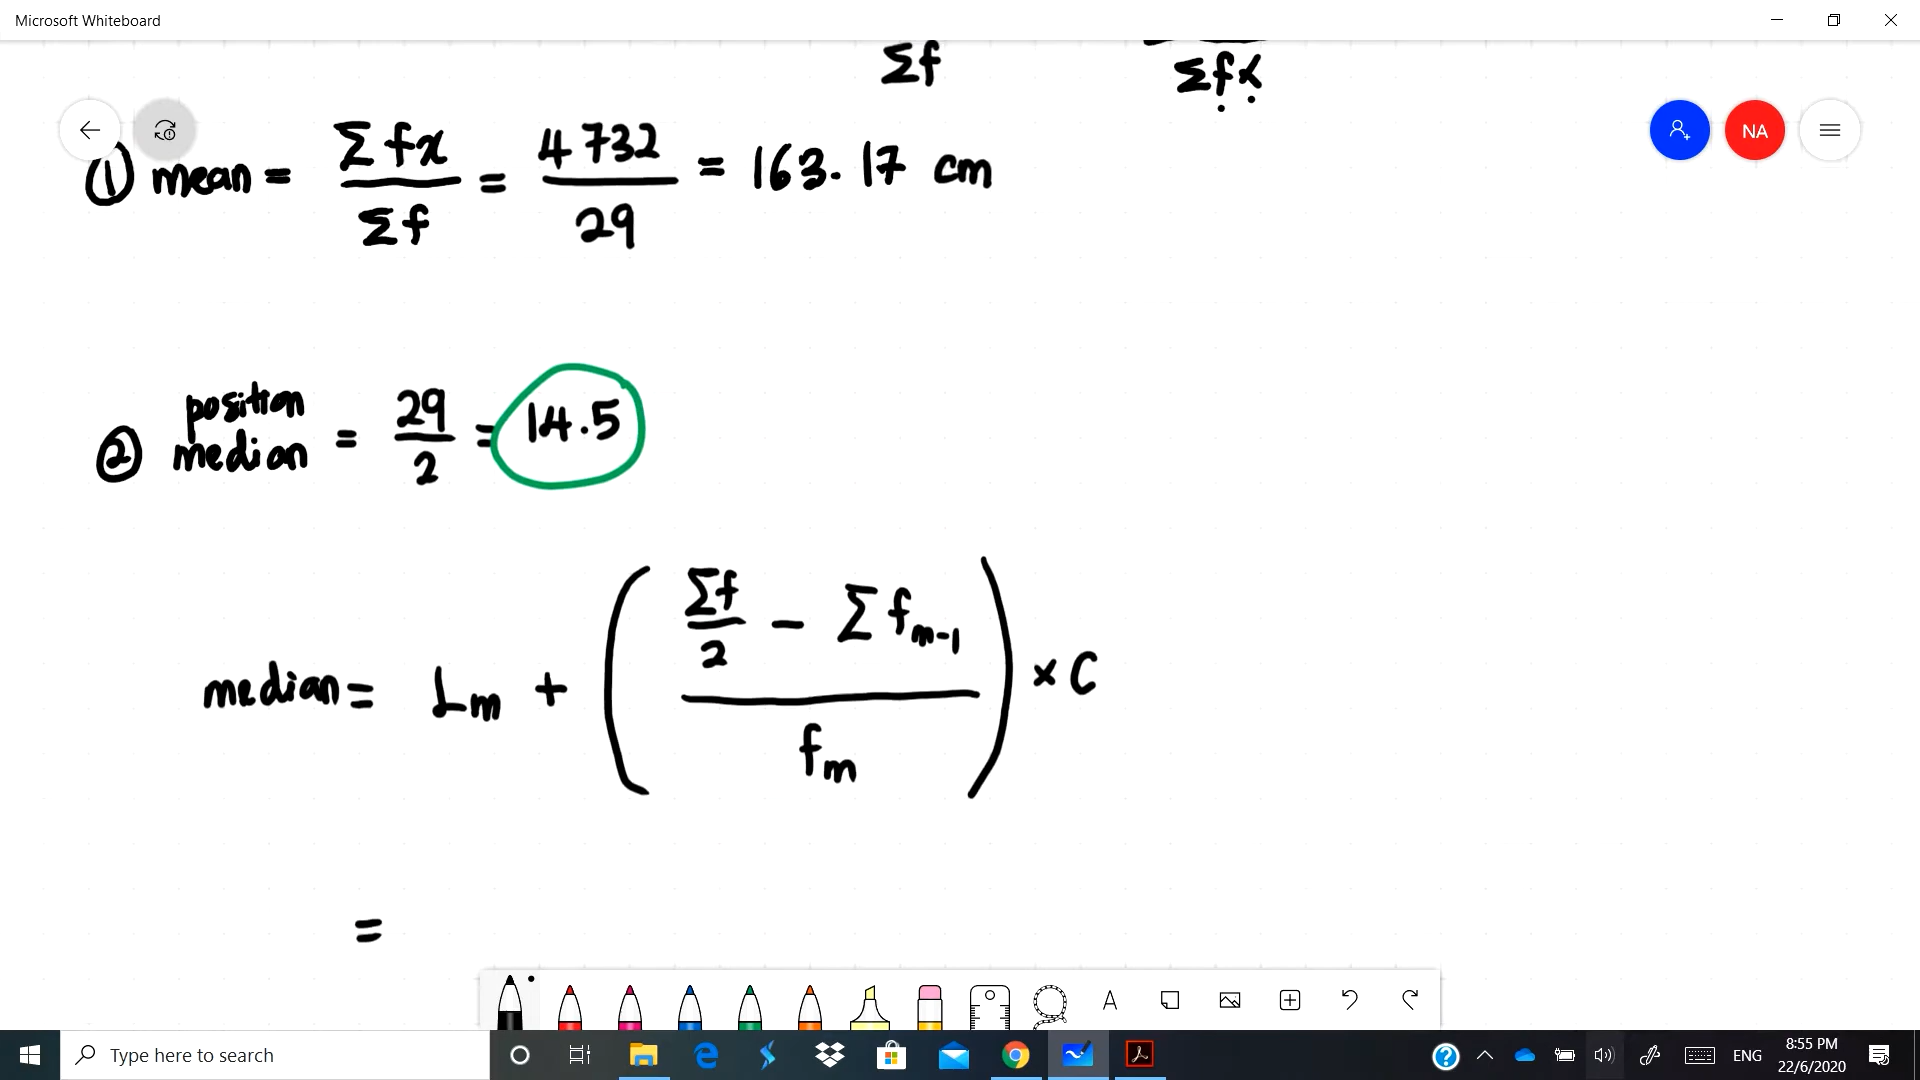 Microsoft Whiteboard
Σf
Σfx
NA
① mean = Σfx / Σf = 4732 / 29 = 163.17 cm
② position median = 29 / 2 = 14.5
median = Lm + ( Σf/2 − Σfm-1 / fm ) × C
=
A
Type here to search
ENG
8:55 PM
22/6/2020